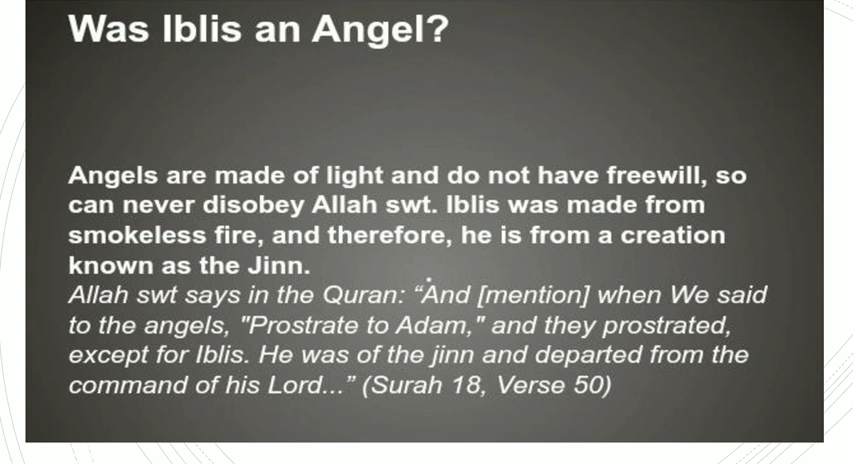 Was Iblis an Angel?
Angels are made of light and do not have freewill, so
can never disobey Allah swt. Iblis was made from
smokeless fire, and therefore, he is from a creation
known as the Jinn.
Allah swt says in the Quran: “And [mention] when We said
to the angels, "Prostrate to Adam," and they prostrated,
except for Iblis. He was of the jinn and departed from the
command of his Lord...” (Surah 18, Verse 50)